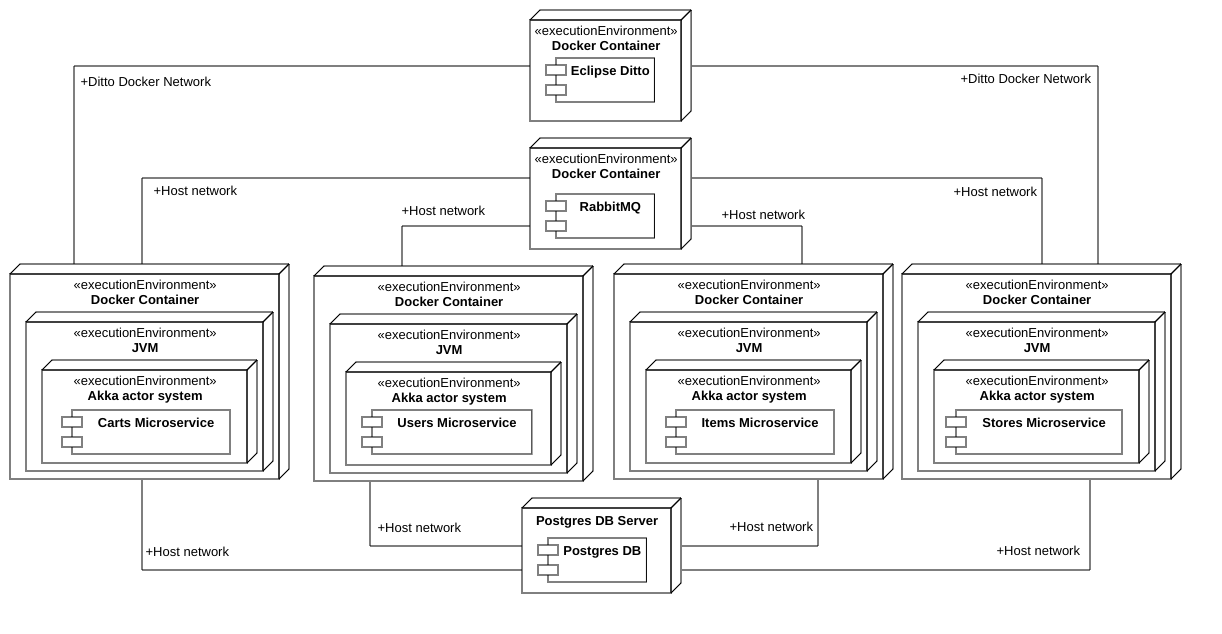 «executionEnvironment»
Docker Container
Eclipse Ditto
+Ditto Docker Network
+Ditto Docker Network
«executionEnvironment»
Docker Container
RabbitMQ
+Host network
+Host network
+Host network
+Host network
«executionEnvironment»
Docker Container
«executionEnvironment»
JVM
«executionEnvironment»
Akka actor system
Carts Microservice
«executionEnvironment»
Docker Container
«executionEnvironment»
JVM
«executionEnvironment»
Akka actor system
Users Microservice
«executionEnvironment»
Docker Container
«executionEnvironment»
JVM
«executionEnvironment»
Akka actor system
Items Microservice
«executionEnvironment»
Docker Container
«executionEnvironment»
JVM
«executionEnvironment»
Akka actor system
Stores Microservice
Postgres DB Server
Postgres DB
+Host network
+Host network
+Host network
+Host network